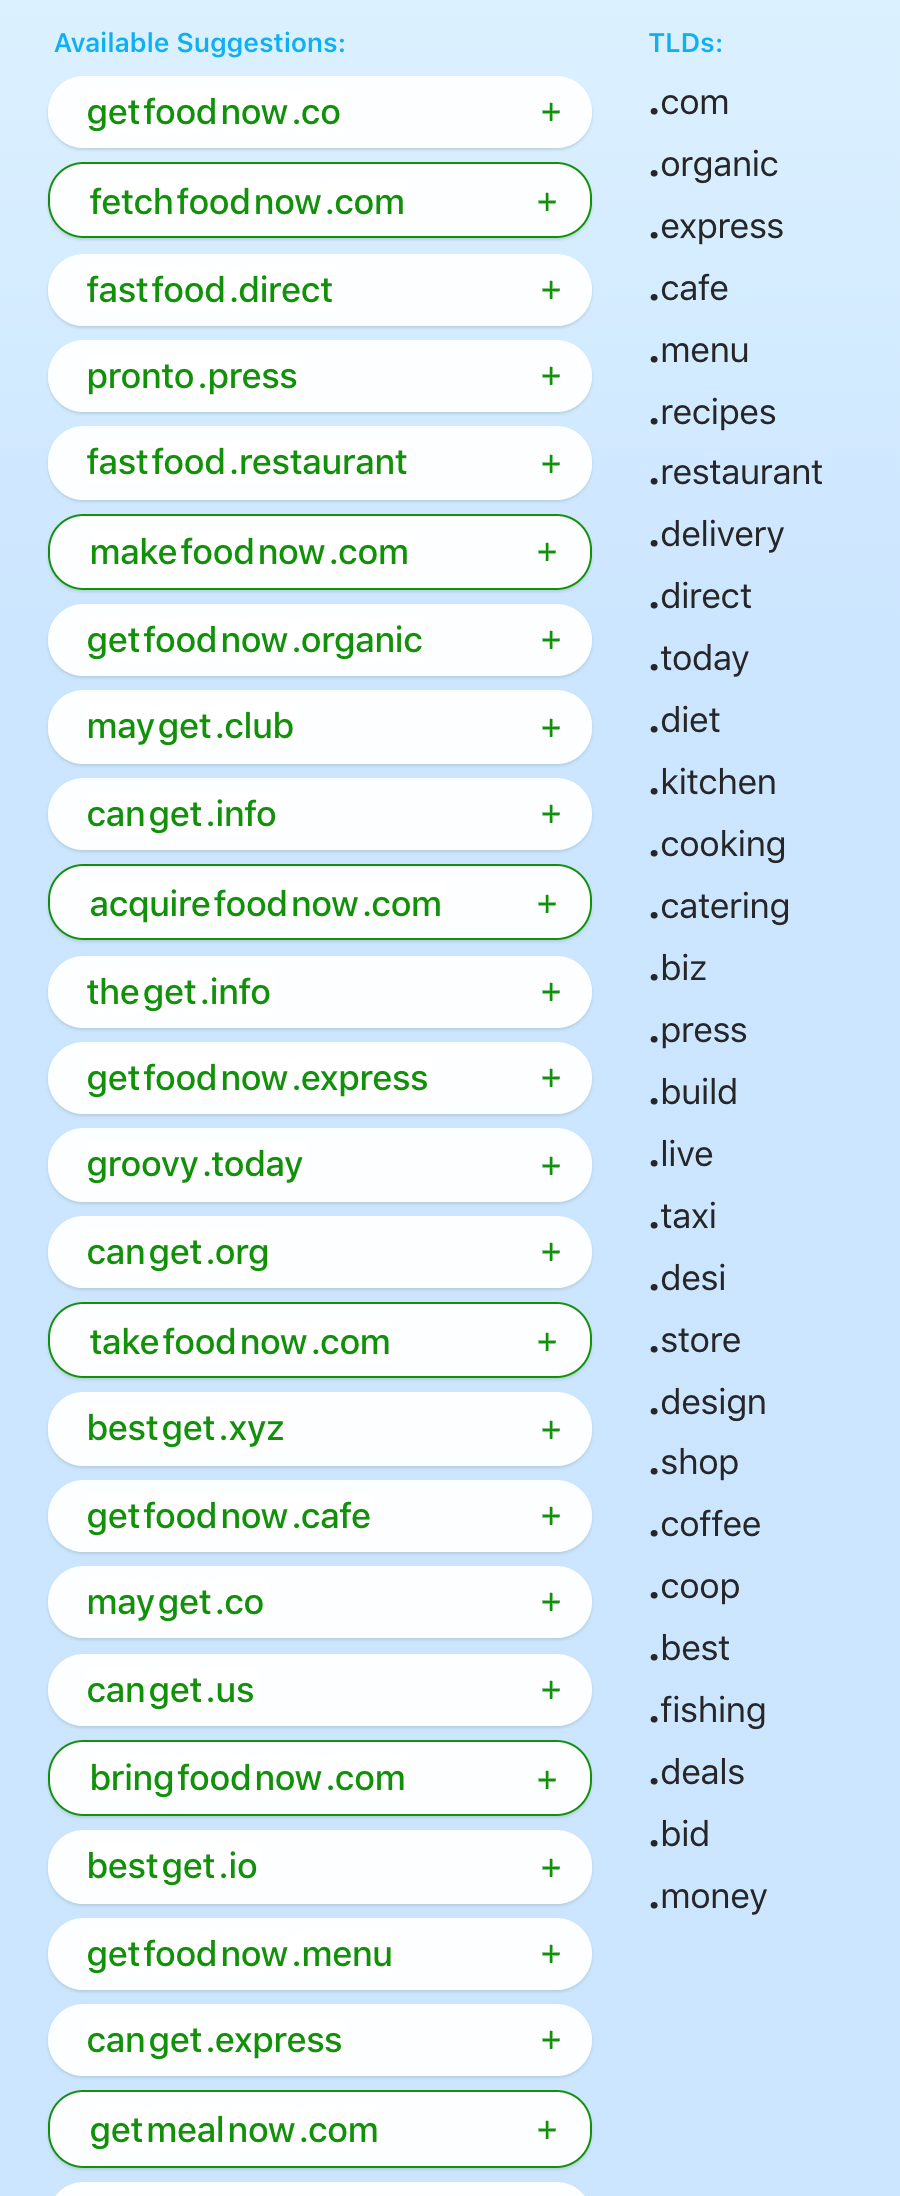 Available Suggestions:
getfoodnow.co +
fetchfoodnow.com +
fastfood.direct +
pronto.press +
fastfood.restaurant +
makefoodnow.com +
getfoodnow.organic +
mayget.club +
canget.info +
acquirefoodnow.com +
theget.info +
getfoodnow.express +
groovy.today +
canget.org +
takefoodnow.com +
bestget.xyz +
getfoodnow.cafe +
mayget.co +
canget.us +
bringfoodnow.com +
bestget.io +
getfoodnow.menu +
canget.express +
getmealnow.com +
TLDs:
.com
.organic
.express
.cafe
.menu
.recipes
.restaurant
.delivery
.direct
.today
.diet
.kitchen
.cooking
.catering
.biz
.press
.build
.live
.taxi
.desi
.store
.design
.shop
.coffee
.coop
.best
.fishing
.deals
.bid
.money